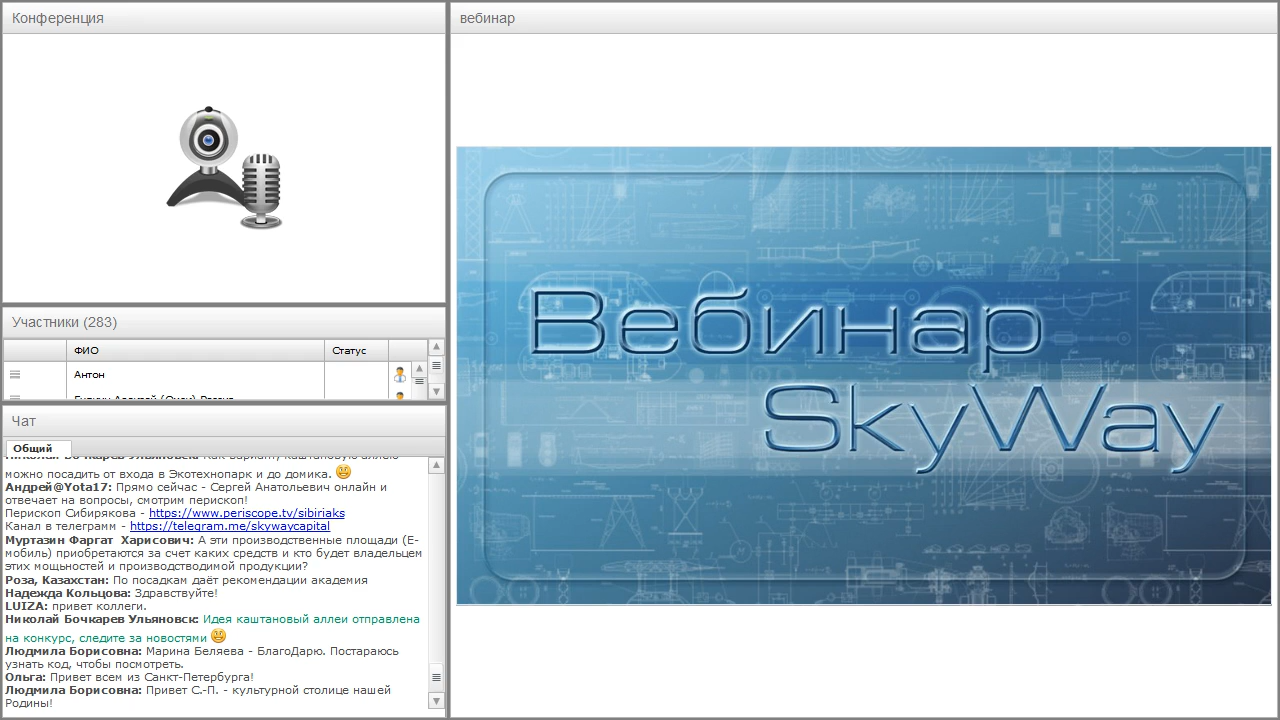 Конференция
вебинар
Вебинар
SkyWay
Участники (283)
ФИО
Статус
Антон
Чат
Общий
можно посадить от входа в Экотехнопарк и до домика.
Андрей@Yota17: Прямо сейчас - Сергей Анатольевич онлайн и
отвечает на вопросы, смотрим перископ!
Перископ Сибирякова - https://www.periscope.tv/sibiriaks
Канал в телеграмм - https://telegram.me/skywaycapital
Муртазин Фаргат Харисович: А эти производственные площади (Е-
мобиль) приобретаются за счет каких средств и кто будет владельцем
этих мощьностей и производстводимой продукции?
Роза, Казахстан: По посадкам даёт рекомендации академия
Надежда Кольцова: Здравствуйте!
LUIZA: привет коллеги.
Николай Бочкарев Ульяновск: Идея каштановый аллеи отправлена
на конкурс, следите за новостями
Людмила Борисовна: Марина Беляева - БлагоДарю. Постараюсь
узнать код, чтобы посмотреть.
Ольга: Привет всем из Санкт-Петербурга!
Людмила Борисовна: Привет С.-П. - культурной столице нашей
Родины!